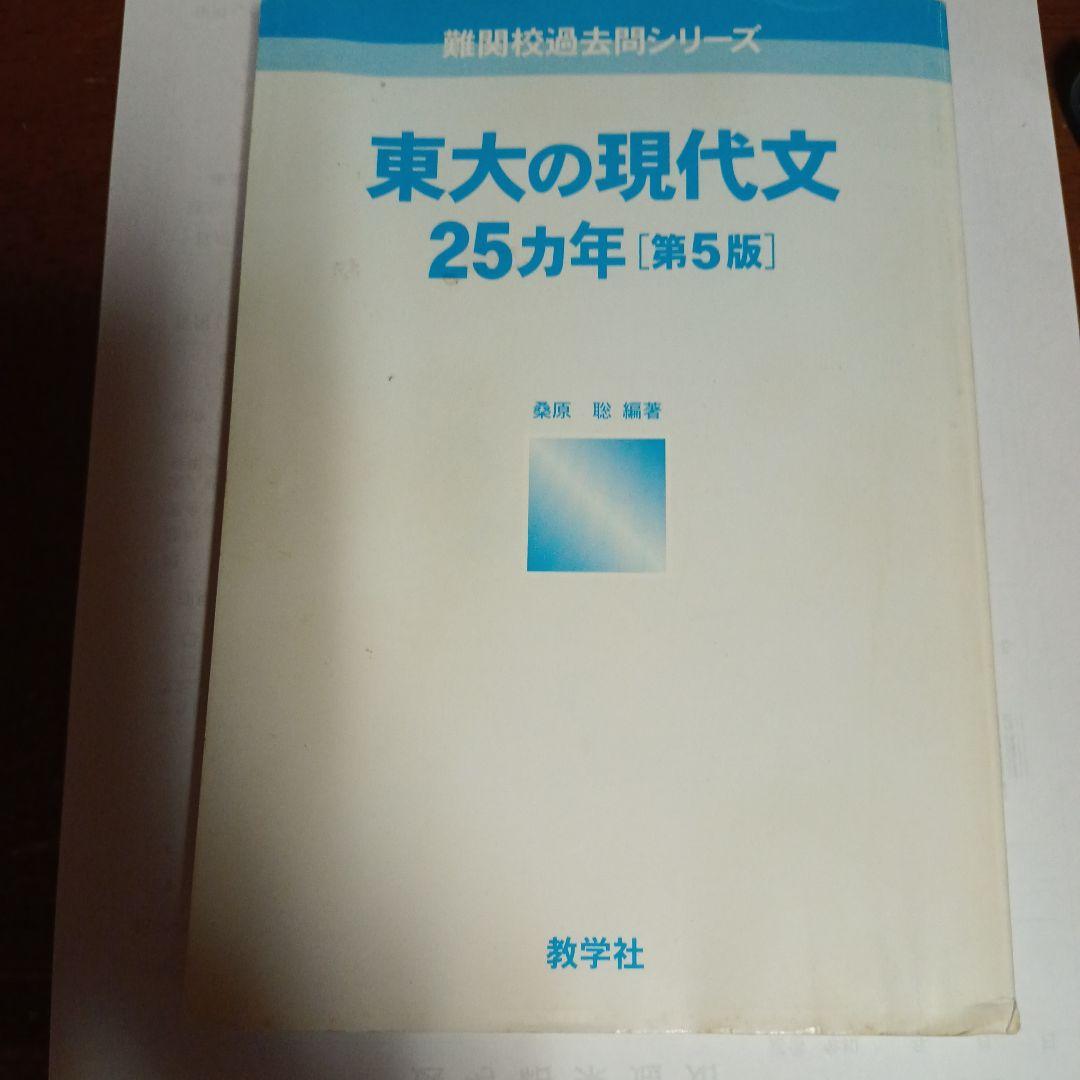 難関校過去問シリーズ
東大の現代文
25カ年[第5版]
桑原 聡 編著
教学社